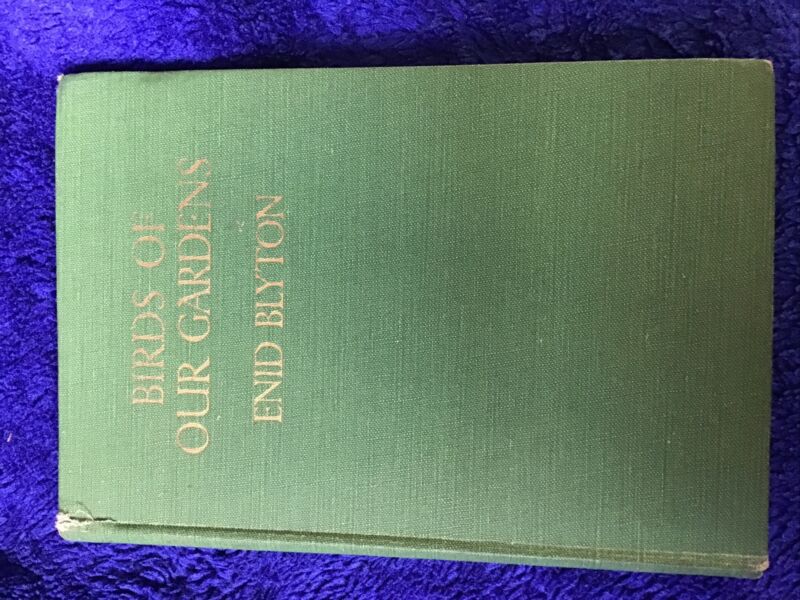 BIRDS OF
OUR GARDENS
ENID BLYTON